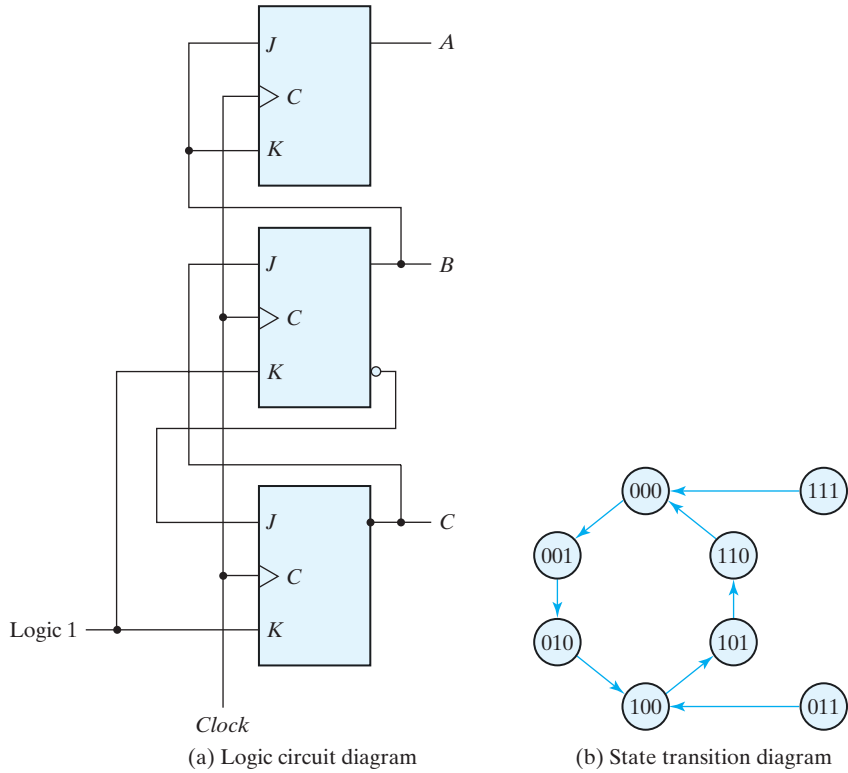 J
A
C
K
J
B
C
K
J
C
C
Logic 1
K
Clock
(a) Logic circuit diagram
000
111
001
110
010
101
100
011
(b) State transition diagram